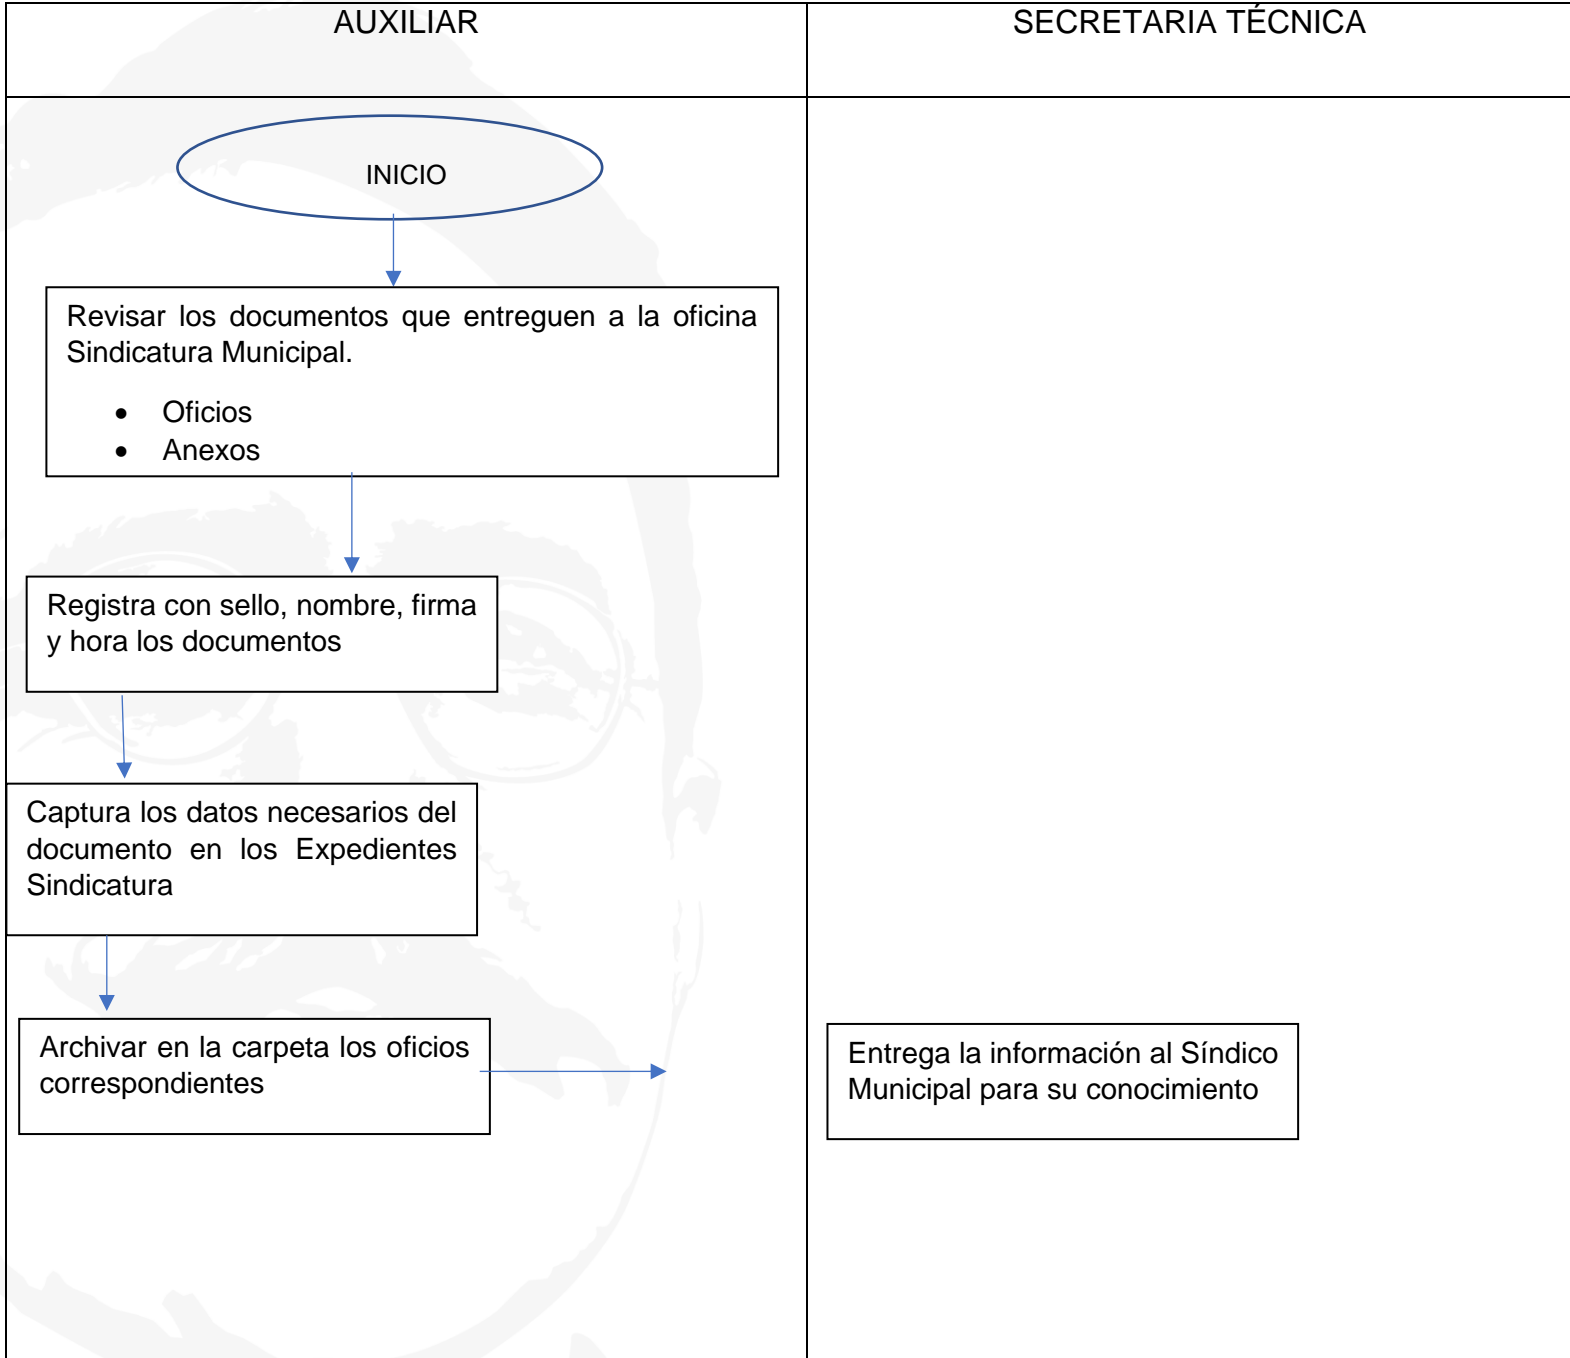 AUXILIAR
SECRETARIA TÉCNICA
INICIO
Revisar los documentos que entreguen a la oficina
Sindicatura Municipal.
• Oficios
• Anexos
Registra con sello, nombre, firma
y hora los documentos
Captura los datos necesarios del
documento en los Expedientes
Sindicatura
Archivar en la carpeta los oficios
correspondientes
Entrega la información al Síndico
Municipal para su conocimiento